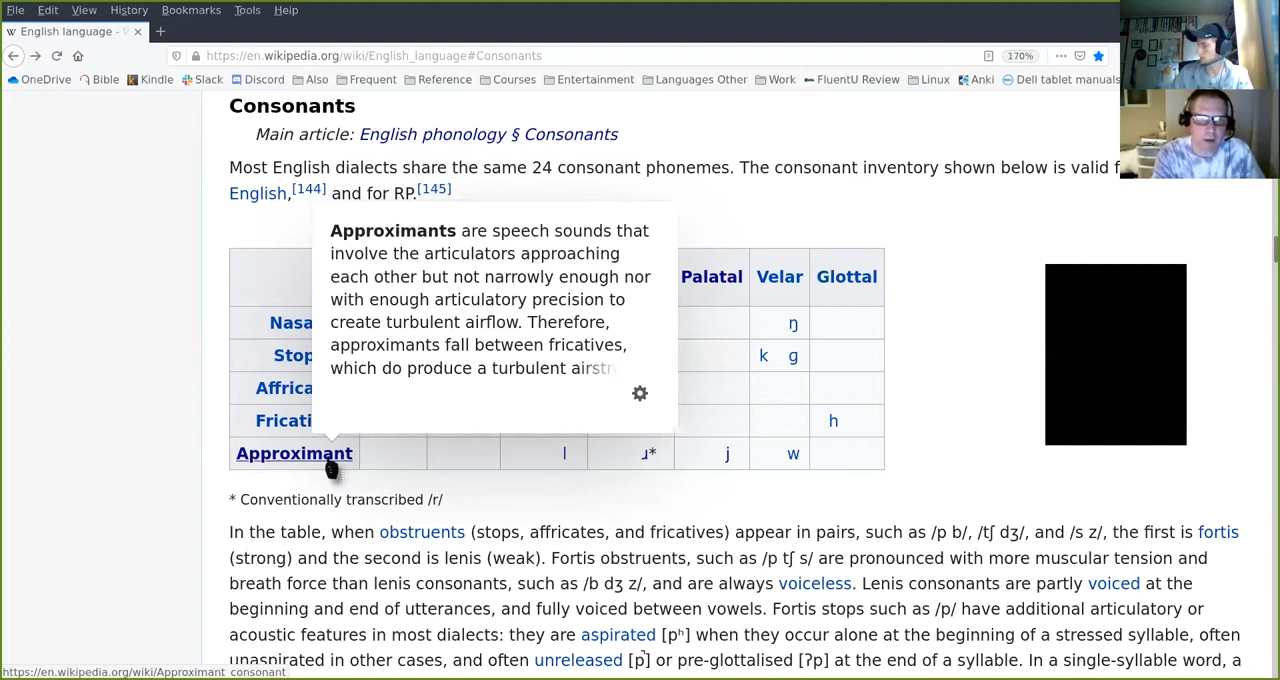 File Edit View History Bookmarks Tools Help
W English language - ×
https://en.wikipedia.org/wiki/English_language#Consonants 170%
OneDrive Bible Kindle Slack Discord Also Frequent Reference Courses Entertainment Languages Other Work FluentU Review Linux Anki Dell tablet manuals
Consonants
Main article: English phonology § Consonants
Most English dialects share the same 24 consonant phonemes. The consonant inventory shown below is valid
English,[144] and for RP.[145]
Approximants are speech sounds that
involve the articulators approaching
each other but not narrowly enough nor
with enough articulatory precision to
create turbulent airflow. Therefore,
approximants fall between fricatives,
which do produce a turbulent
Palatal Velar Glottal
ŋ
k g
h
Approximant l ɹ* j w
* Conventionally transcribed /r/
In the table, when obstruents (stops, affricates, and fricatives) appear in pairs, such as /p b/, /tʃ dʒ/, and /s z/, the first is fortis
(strong) and the second is lenis (weak). Fortis obstruents, such as /p tʃ s/ are pronounced with more muscular tension and
breath force than lenis consonants, such as /b dʒ z/, and are always voiceless. Lenis consonants are partly voiced at the
beginning and end of utterances, and fully voiced between vowels. Fortis stops such as /p/ have additional articulatory or
acoustic features in most dialects: they are aspirated [pʰ] when they occur alone at the beginning of a stressed syllable, often
unaspirated in other cases, and often unreleased [p̚] or pre-glottalised [ʔp] at the end of a syllable. In a single-syllable word, a
https://en.wikipedia.org/wiki/Approximant_consonant